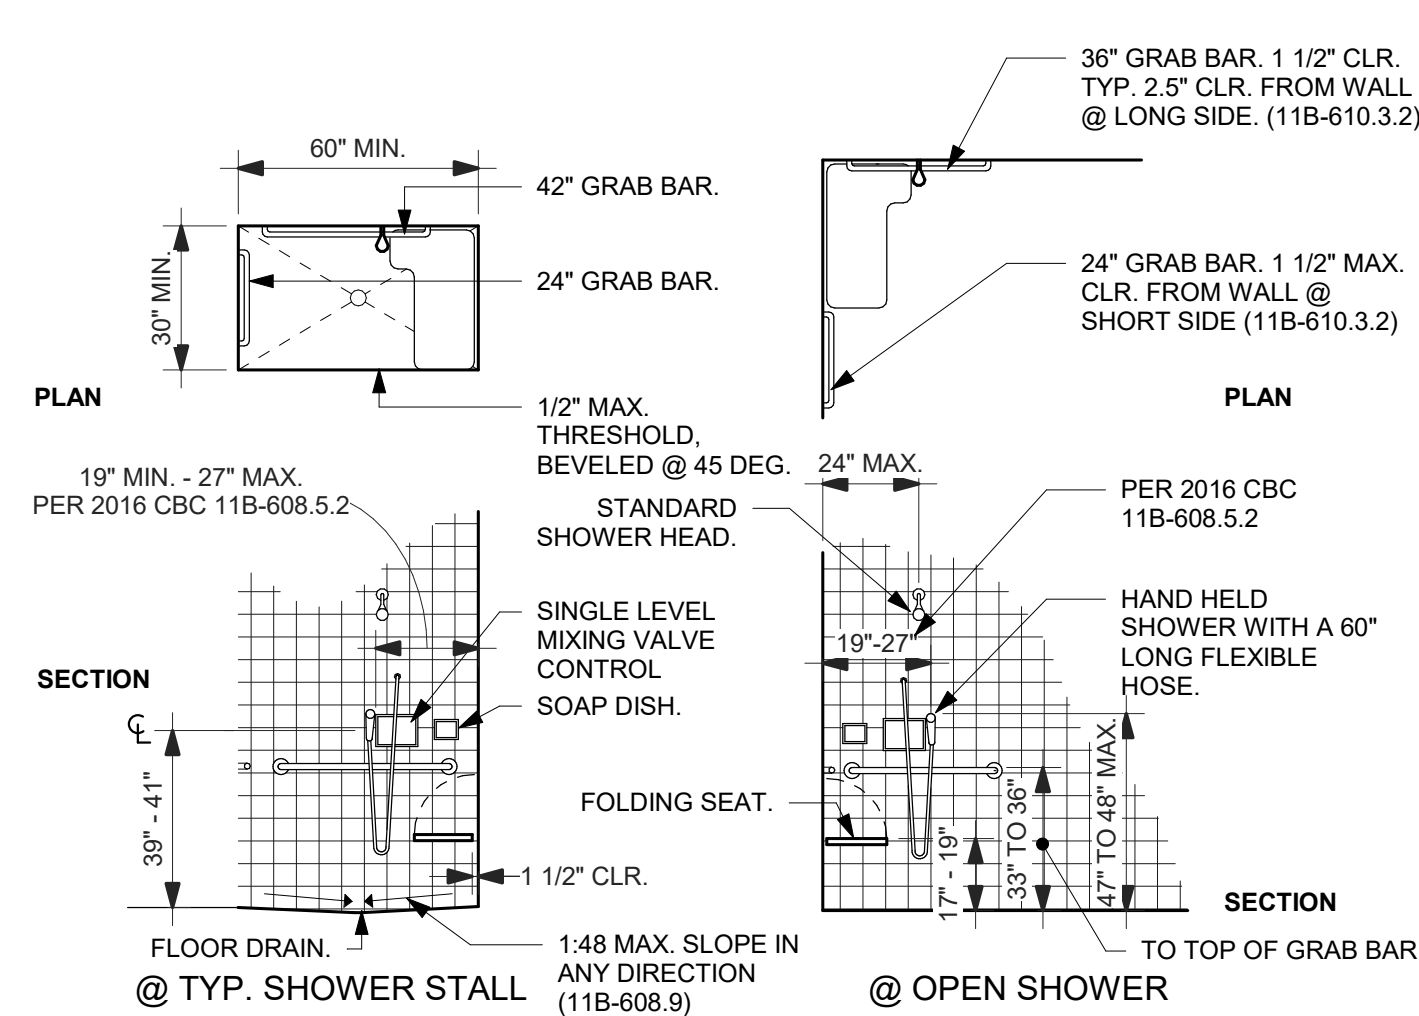 36" GRAB BAR. 1 1/2" CLR.
TYP. 2.5" CLR. FROM WALL
@ LONG SIDE. (11B-610.3.2)
60" MIN.
42" GRAB BAR.
24" GRAB BAR.
30" MIN.
24" GRAB BAR. 1 1/2" MAX.
CLR. FROM WALL @
SHORT SIDE (11B-610.3.2)
PLAN
PLAN
1/2" MAX.
THRESHOLD,
BEVELED @ 45 DEG.
19" MIN. - 27" MAX.
PER 2016 CBC 11B-608.5.2
24" MAX.
PER 2016 CBC
11B-608.5.2
STANDARD
SHOWER HEAD.
SINGLE LEVEL
MIXING VALVE
CONTROL
HAND HELD
SHOWER WITH A 60"
LONG FLEXIBLE
HOSE.
19"-27"
SECTION
SOAP DISH.
℄
39" - 41"
FOLDING SEAT.
17" - 19"
33" TO 36"
47" TO 48" MAX.
1 1/2" CLR.
SECTION
FLOOR DRAIN.
1:48 MAX. SLOPE IN
ANY DIRECTION
(11B-608.9)
TO TOP OF GRAB BAR
@ TYP. SHOWER STALL
@ OPEN SHOWER